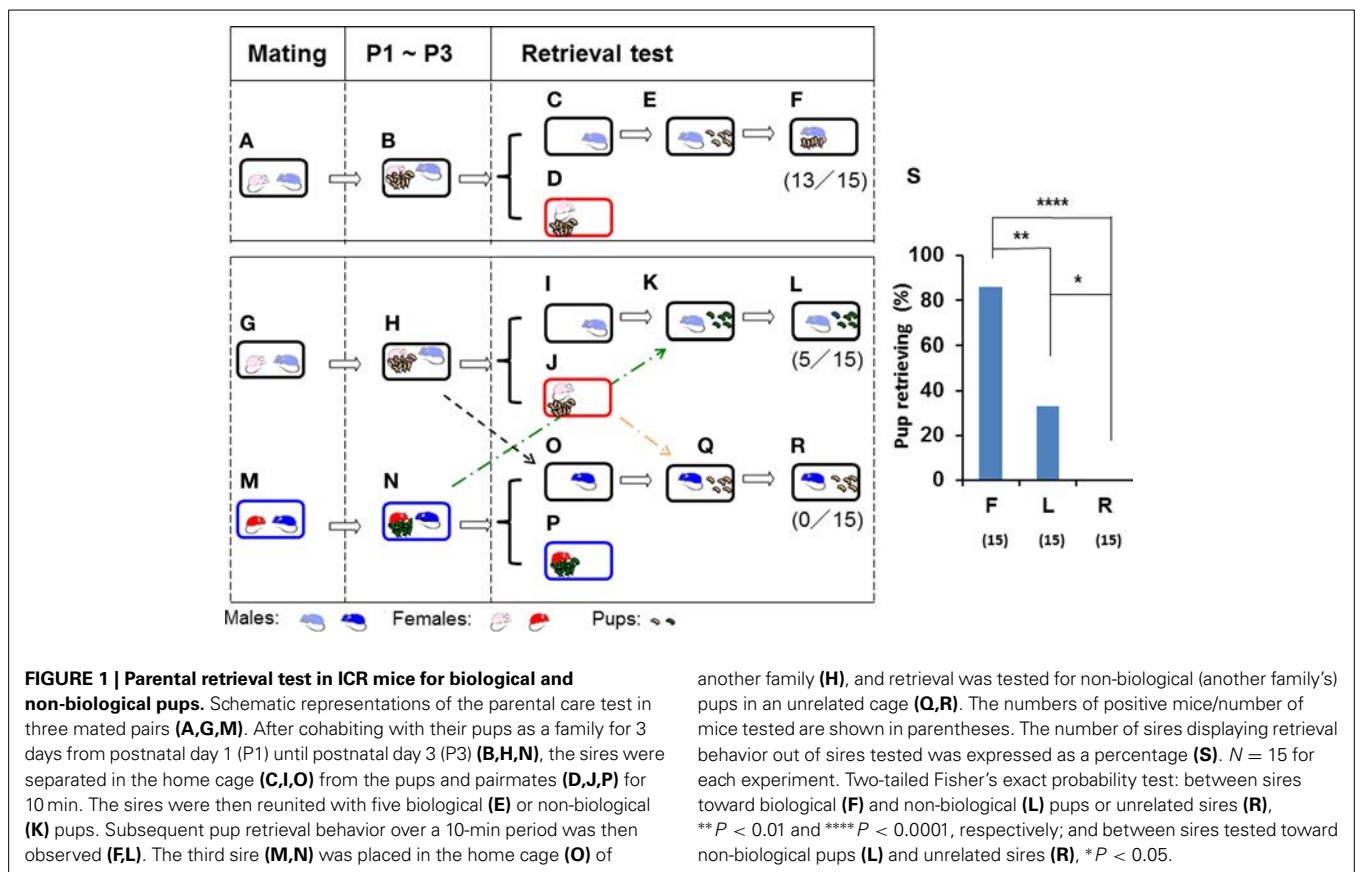 Mating P1 ~ P3 Retrieval test
C E F
A B
D (13／15)
S
****
**
*
I K L
G H
J (5／15)
O Q R
M N
P (0／15)
Pup retrieving (%)
100
80
60
40
20
0
F L R
(15) (15) (15)
Males: Females: Pups:
FIGURE 1 | Parental retrieval test in ICR mice for biological and
non-biological pups. Schematic representations of the parental care test in
three mated pairs (A,G,M). After cohabiting with their pups as a family for 3
days from postnatal day 1 (P1) until postnatal day 3 (P3) (B,H,N), the sires were
separated in the home cage (C,I,O) from the pups and pairmates (D,J,P) for
10 min. The sires were then reunited with five biological (E) or non-biological
(K) pups. Subsequent pup retrieval behavior over a 10-min period was then
observed (F,L). The third sire (M,N) was placed in the home cage (O) of
another family (H), and retrieval was tested for non-biological (another family's)
pups in an unrelated cage (Q,R). The numbers of positive mice/number of
mice tested are shown in parentheses. The number of sires displaying retrieval
behavior out of sires tested was expressed as a percentage (S). N = 15 for
each experiment. Two-tailed Fisher's exact probability test: between sires
toward biological (F) and non-biological (L) pups or unrelated sires (R),
**P < 0.01 and ****P < 0.0001, respectively; and between sires tested toward
non-biological pups (L) and unrelated sires (R), *P < 0.05.